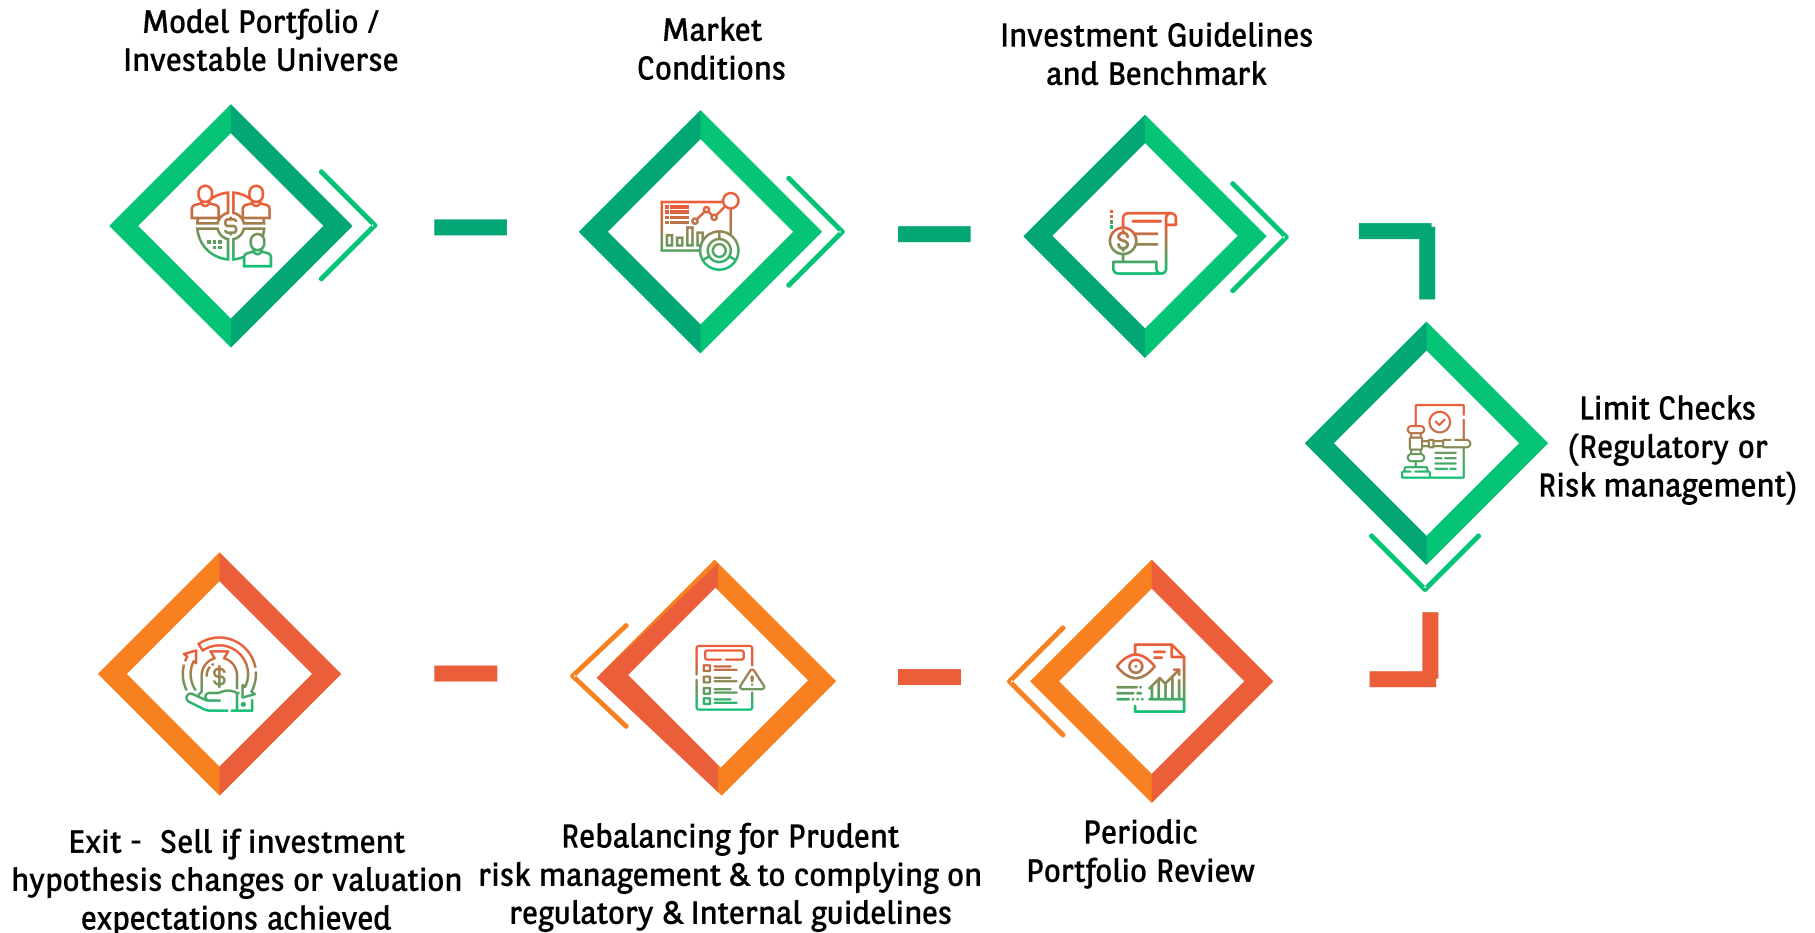 Model Portfolio /
Investable Universe
Market
Conditions
Investment Guidelines
and Benchmark
Limit Checks
(Regulatory or
Risk management)
Periodic
Portfolio Review
Rebalancing for Prudent
risk management & to complying on
regulatory & Internal guidelines
Exit -  Sell if investment
hypothesis changes or valuation
expectations achieved